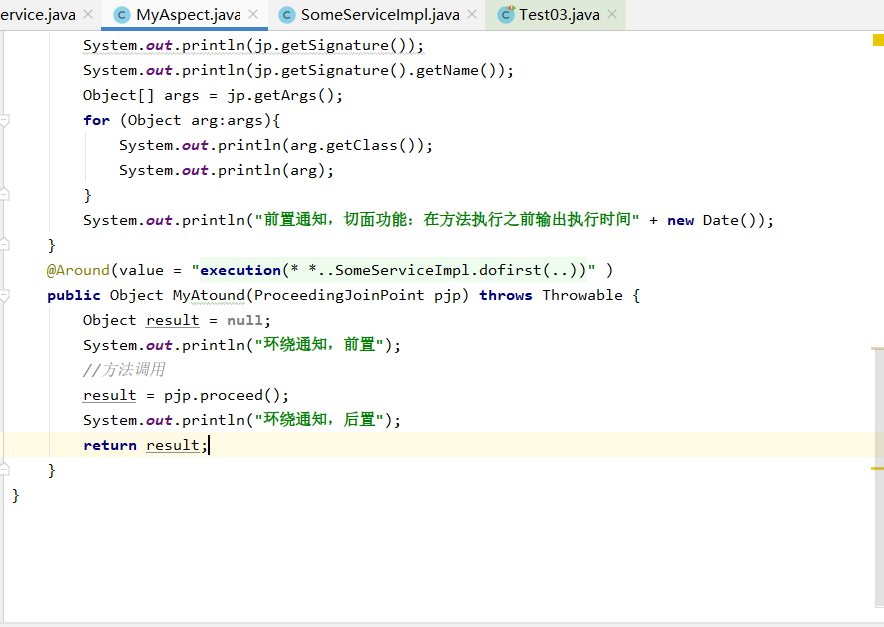 ervice.java × MyAspect.java × SomeServiceImpl.java × Test03.java ×
System.out.println(jp.getSignature());
System.out.println(jp.getSignature().getName());
Object[] args = jp.getArgs();
for (Object arg:args){
System.out.println(arg.getClass());
System.out.println(arg);
}
System.out.println("前置通知，切面功能：在方法执行之前输出执行时间" + new Date());
}
@Around(value = "execution(* *..SomeServiceImpl.dofirst(..))" )
public Object MyAtound(ProceedingJoinPoint pjp) throws Throwable {
Object result = null;
System.out.println("环绕通知，前置");
//方法调用
result = pjp.proceed();
System.out.println("环绕通知，后置");
return result;
}
}